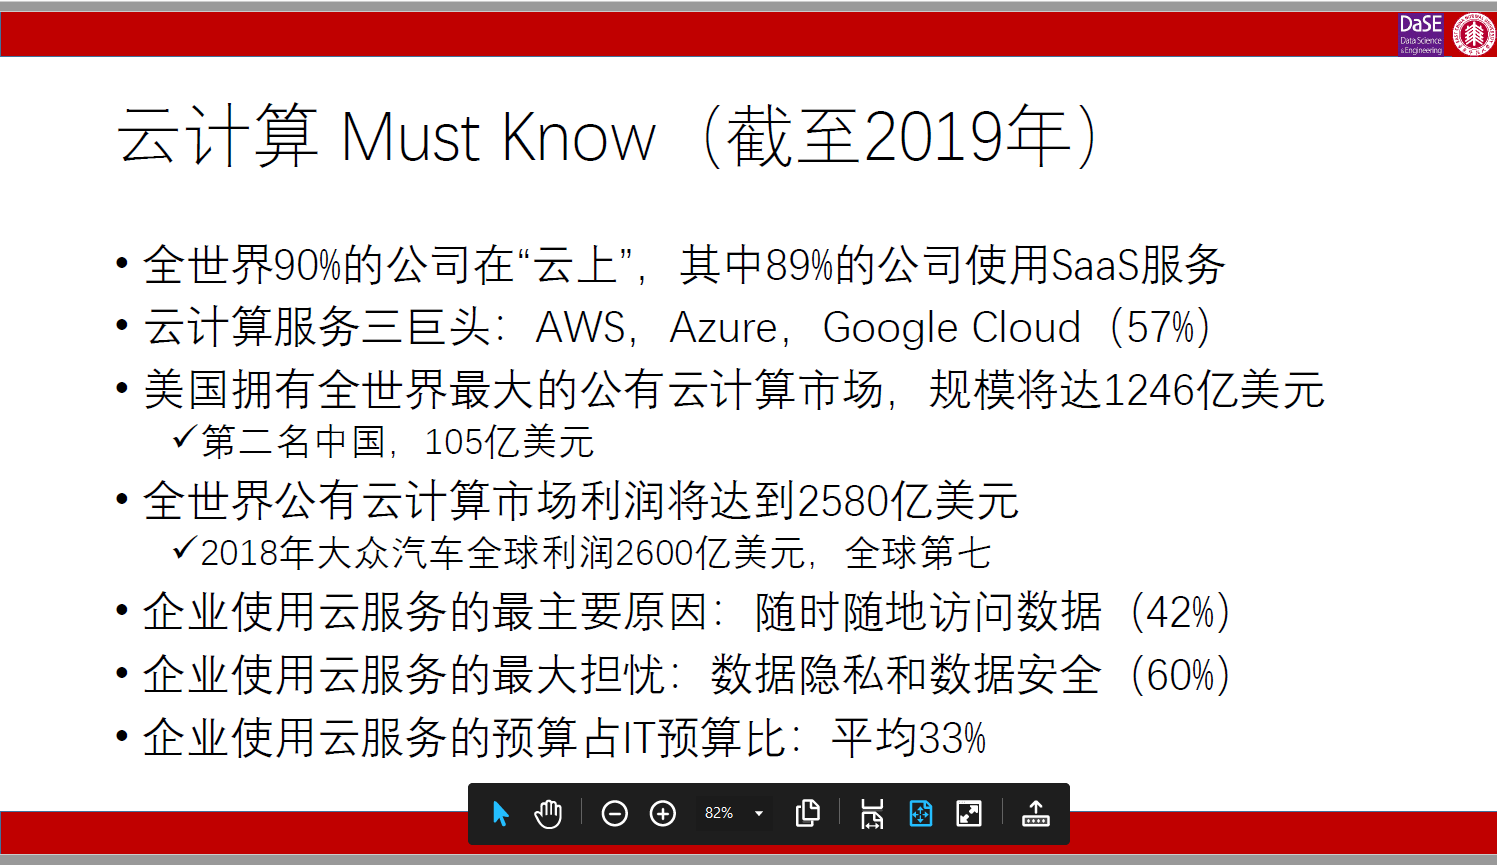 DaSE
Data Science
& Engineering
云计算 Must Know（截至2019年）
• 全世界90%的公司在“云上”，其中89%的公司使用SaaS服务
• 云计算服务三巨头：AWS，Azure，Google Cloud（57%）
• 美国拥有全世界最大的公有云计算市场，规模将达1246亿美元
✓第二名中国，105亿美元
• 全世界公有云计算市场利润将达到2580亿美元
✓2018年大众汽车全球利润2600亿美元，全球第七
• 企业使用云服务的最主要原因：随时随地访问数据（42%）
• 企业使用云服务的最大担忧：数据隐私和数据安全（60%）
• 企业使用云服务的预算占IT预算比：平均33%
82%